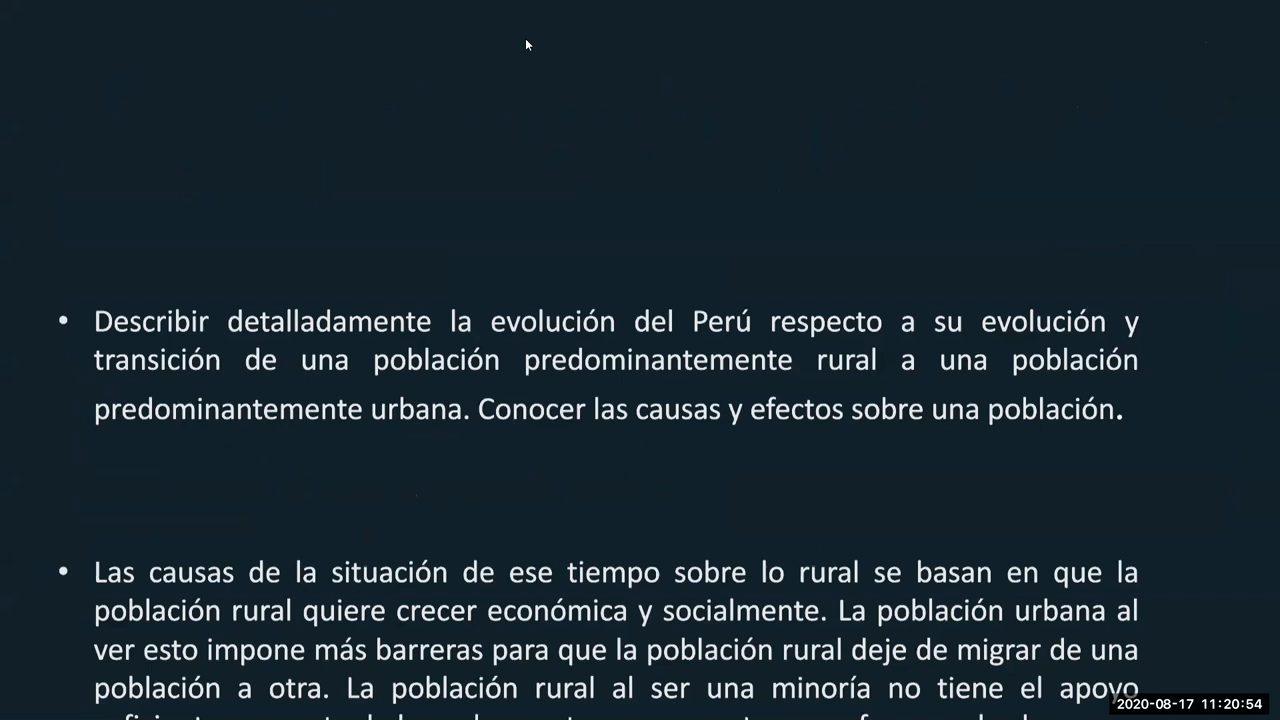 • Describir detalladamente la evolución del Perú respecto a su evolución y
transición de una población predominantemente rural a una población
predominantemente urbana. Conocer las causas y efectos sobre una población.
• Las causas de la situación de ese tiempo sobre lo rural se basan en que la
población rural quiere crecer económica y socialmente. La población urbana al
ver esto impone más barreras para que la población rural deje de migrar de una
población a otra. La población rural al ser una minoría no tiene el apoyo
2020-08-17 11:20:54